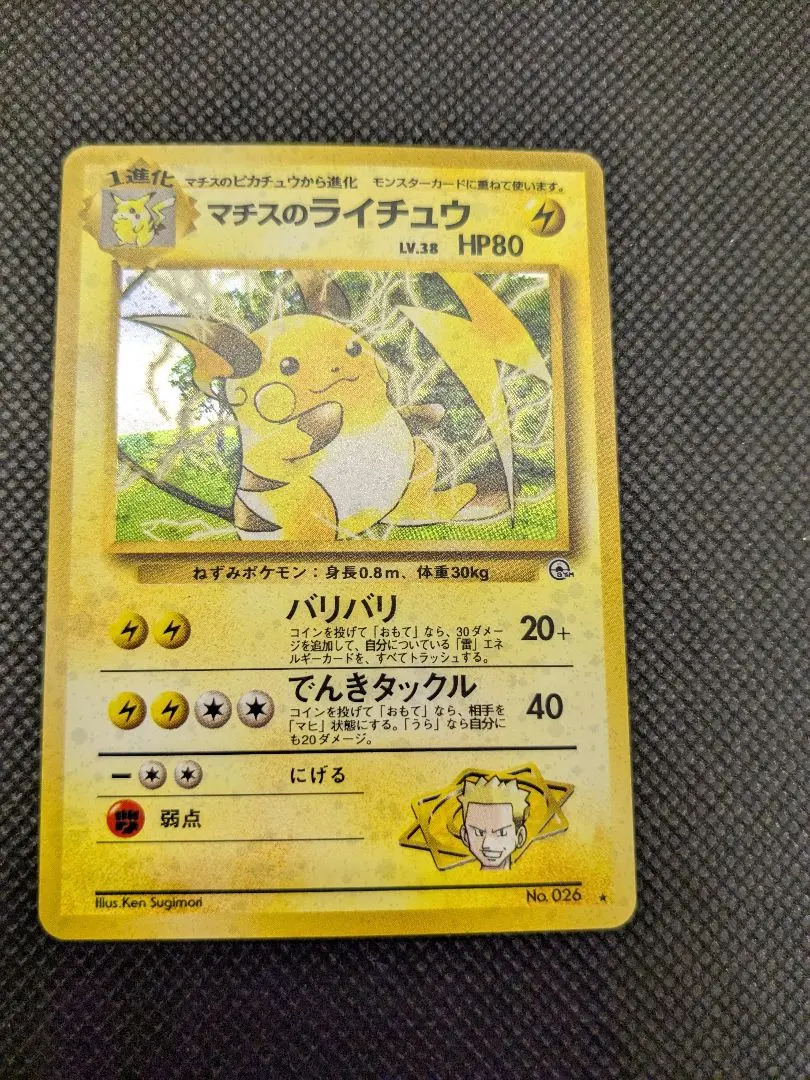 1進化 マチスのピカチュウから進化 モンスターカードに重ねて使います。
マチスのライチュウ
LV.38 HP80
ねずみポケモン：身長0.8m、体重30kg
バリバリ
コインを投げて「おもて」なら、30ダメー
ジを追加して、自分についている「雷」エネ
ルギーカードを、すべてトラッシュする。
20+
でんきタックル
コインを投げて「おもて」なら、相手を
「マヒ」状態にする。「うら」なら自分に
も20ダメージ。
40
にげる
弱点
Illus.Ken Sugimori No. 026 ★